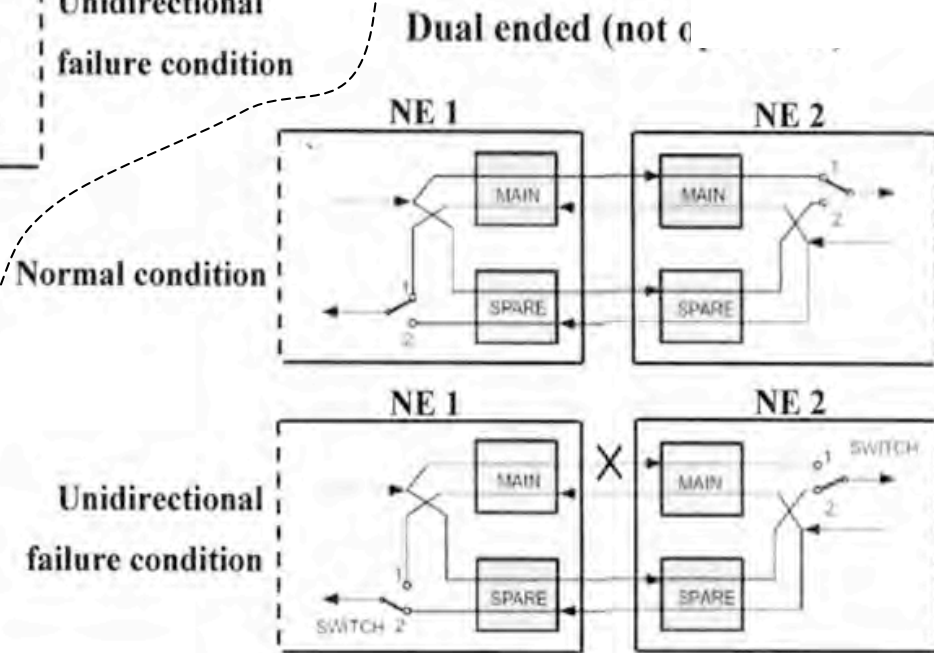 Unidirectional
failure condition
Dual ended (not
NE 1
NE 2
MAIN
MAIN
1
2
Normal condition
1
2
SPARE
SPARE
NE 1
NE 2
MAIN
MAIN
1
SWITCH
2
Unidirectional
failure condition
1
SWITCH 2
SPARE
SPARE